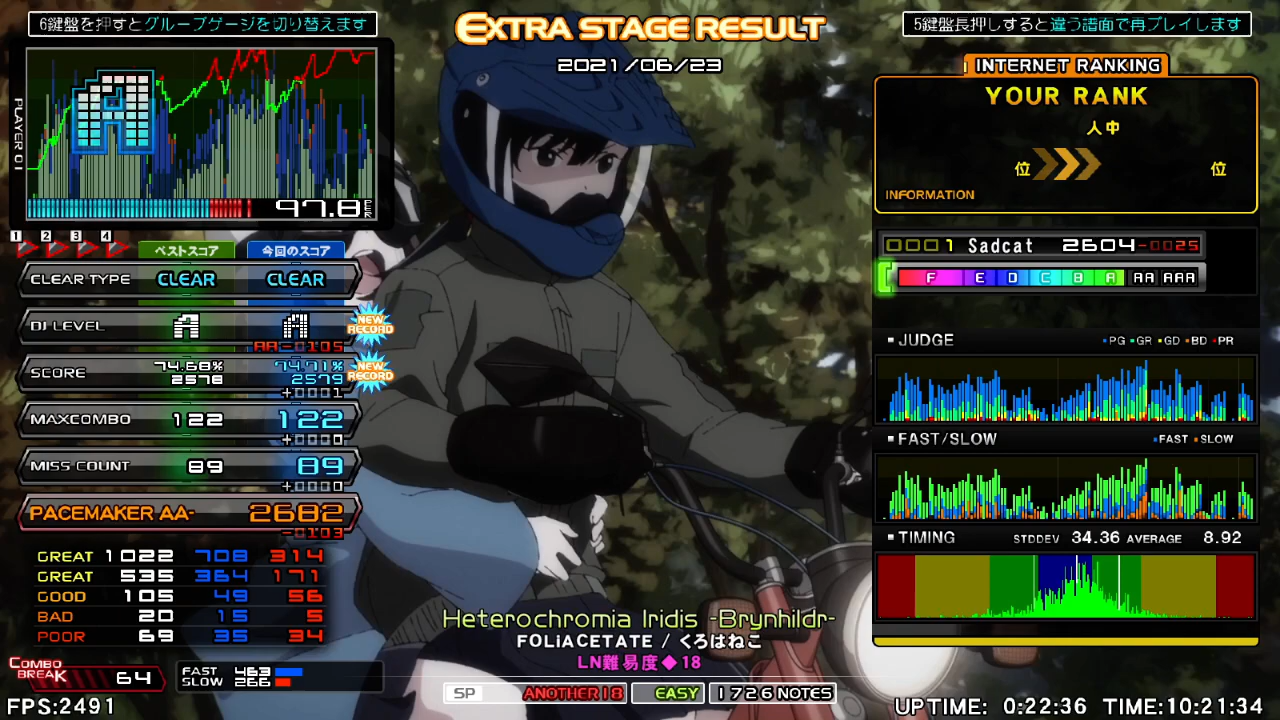 6鍵盤を押すとグルーブゲージを切り替えます
EXTRA STAGE RESULT
5鍵盤長押しすると違う譜面で再プレイします
2021/06/23
INTERNET RANKING
YOUR RANK
人中
位 位
INFORMATION
PLAYER 01
A
97.8
1 2 3 4
ベストスコア 今回のスコア
CLEAR TYPE CLEAR CLEAR
DJ LEVEL A A NEW RECORD
AA-0105
SCORE 74.68% 74.71% NEW RECORD
2578 2579
+0001
MAXCOMBO 122 122
+0000
MISS COUNT 89 89
+0000
PACEMAKER AA- 2682
-0103
GREAT 1022 708 314
GREAT 535 364 171
GOOD 105 49 56
BAD 20 15 5
POOR 69 35 34
COMBO BREAK 64
FAST 463
SLOW 266
FPS:2491
0001 Sadcat 2604-0025
F E D C B A AA AAA
JUDGE PG GR GD BD PR
FAST/SLOW FAST SLOW
TIMING STDDEV 34.36 AVERAGE 8.92
Heterochromia Iridis -Brynhildr-
FOLiACETATE / くろはねこ
LN難易度◆18
SP ANOTHER18 EASY 1726 NOTES
UPTIME: 0:22:36 TIME:10:21:34